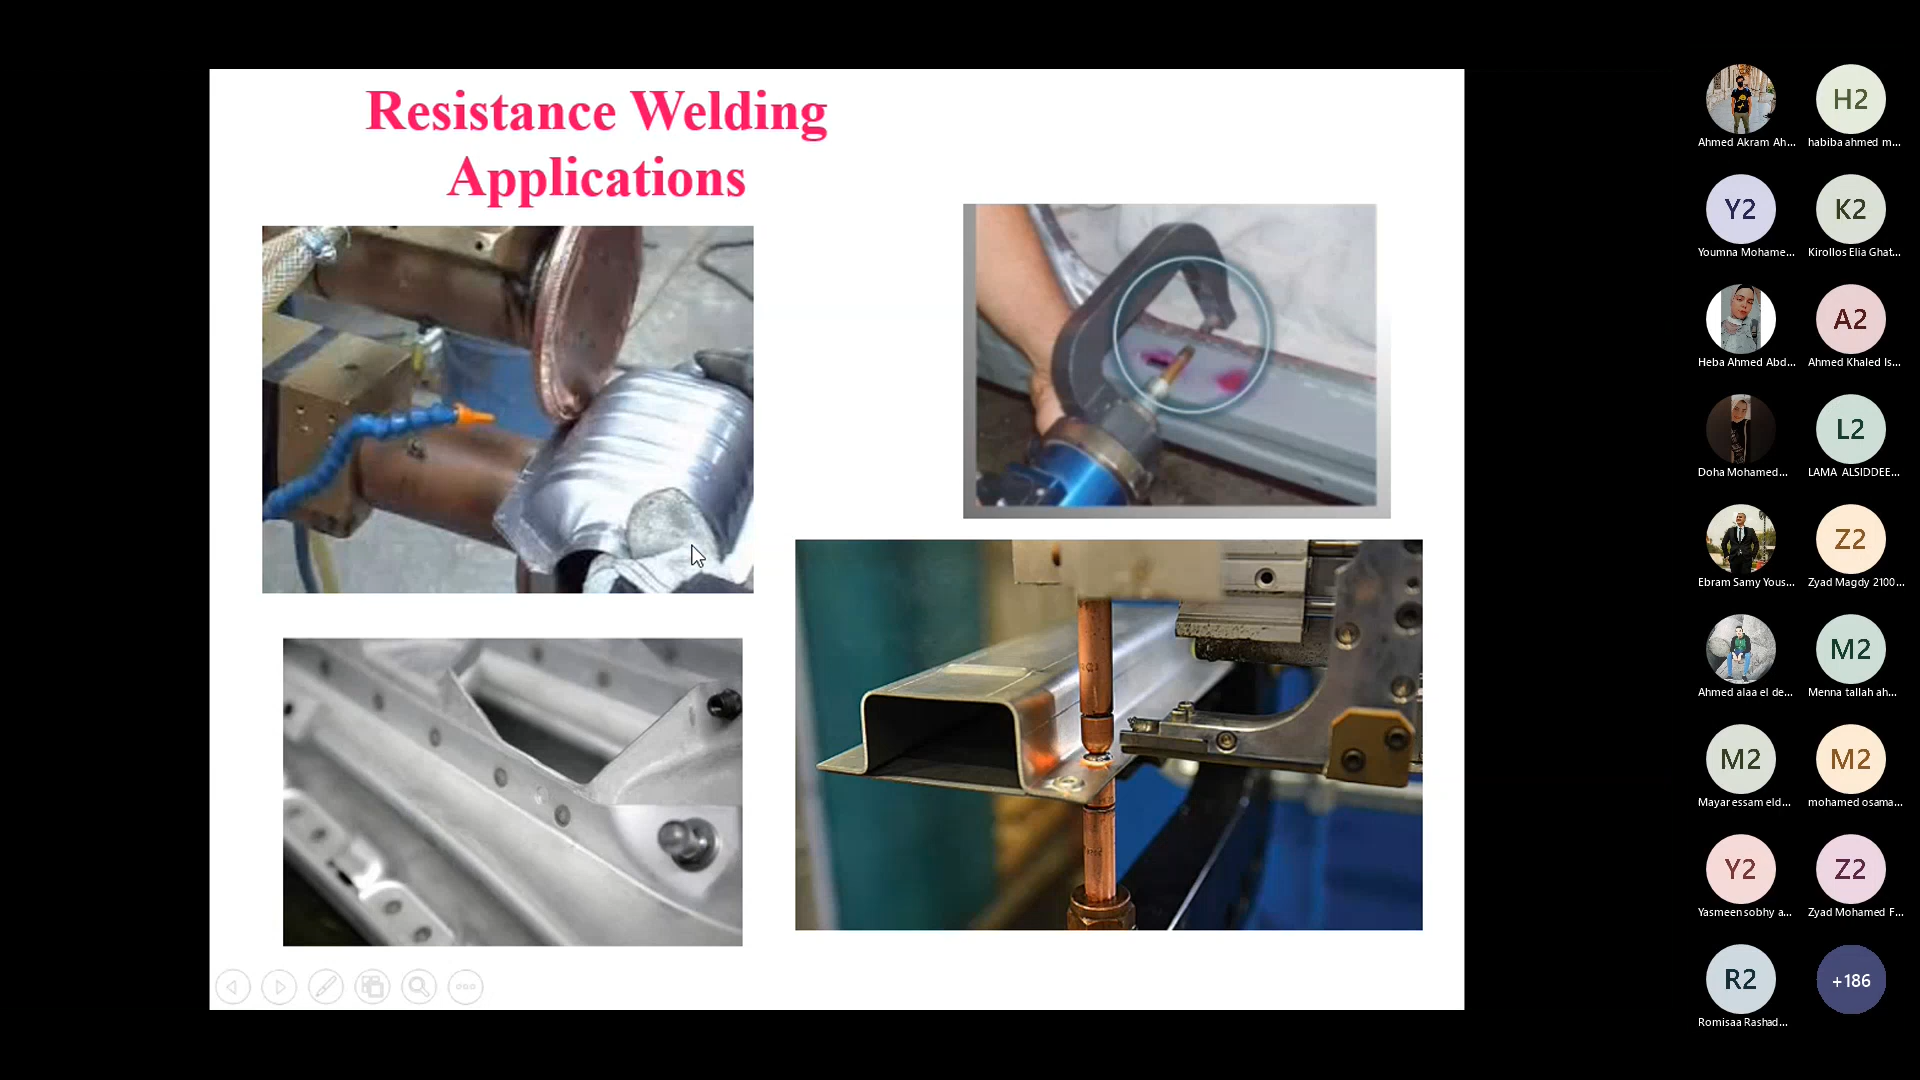 Resistance Welding
Applications
Ahmed Akram Ah...
H2
habiba ahmed m...
Y2
Youmna Mohame...
K2
Kirollos Elia Ghat...
Heba Ahmed Abd...
A2
Ahmed Khaled Is...
Doha Mohamed...
L2
LAMA ALSIDDEE...
Ebram Samy Yous...
Z2
Zyad Magdy 2100...
Ahmed alaa el de...
M2
Menna tallah ah...
M2
Mayar essam eld...
M2
mohamed osama...
Y2
Yasmeen sobhy a...
Z2
Zyad Mohamed F...
R2
Romisaa Rashad...
+186